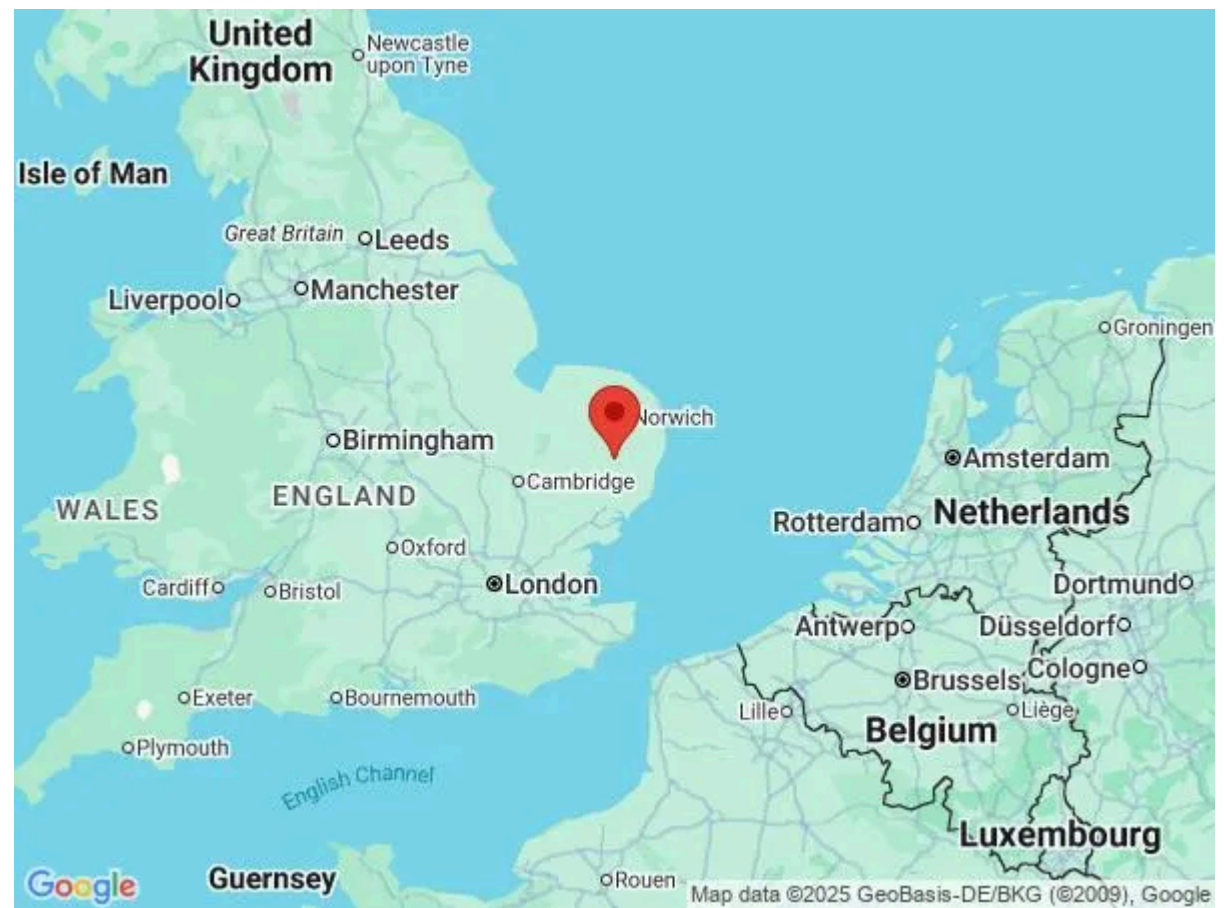 United
Kingdom
Newcastle
upon Tyne
Isle of Man
Great Britain
Leeds
Liverpool
Manchester
Groningen
Norwich
Birmingham
Amsterdam
Cambridge
WALES
ENGLAND
Rotterdam
Netherlands
Oxford
Cardiff
Bristol
London
Dortmund
Antwerp
Düsseldorf
Cologne
Brussels
Exeter
Bournemouth
Lille
Liège
Belgium
Plymouth
English Channel
Luxembourg
Guernsey
Rouen
Google
Map data ©2025 GeoBasis-DE/BKG (©2009), Google